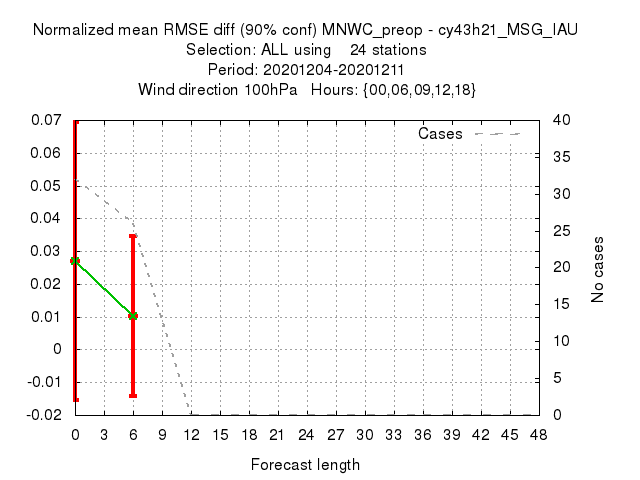 Normalized mean RMSE diff (90% conf) MNWC_preop - cy43h21_MSG_IAU
Selection: ALL using 24 stations
Period: 20201204-20201211
Wind direction 100hPa Hours: {00,06,09,12,18}
Cases
0.07
0.06
0.05
0.04
0.03
0.02
0.01
0
-0.01
-0.02
40
35
30
25
20
15
10
5
0
No cases
0 3 6 9 12 15 18 21 24 27 30 33 36 39 42 45 48
Forecast length